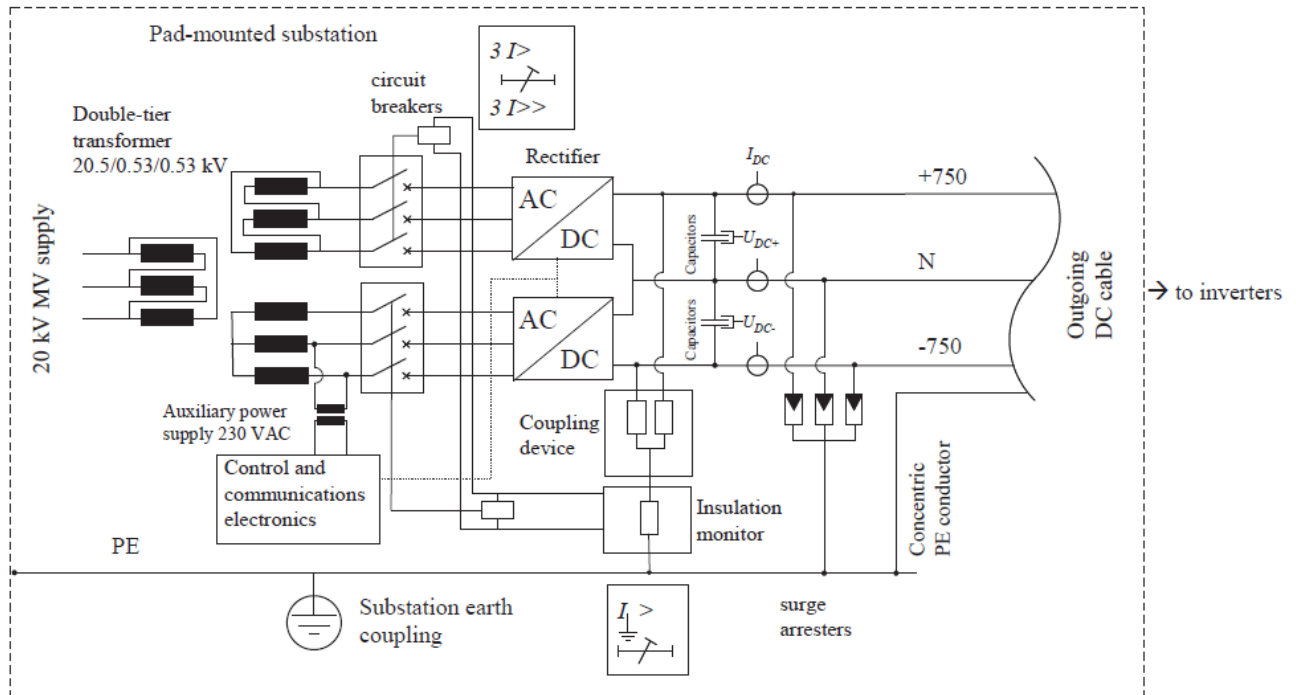 Pad-mounted substation
3 I>
3 I>>
circuit
breakers
Double-tier
transformer
20.5/0.53/0.53 kV
20 kV MV supply
Rectifier
AC
DC
AC
DC
I_DC
+750
Capacitors
U_DC+
N
Capacitors
U_DC-
-750
Outgoing
DC cable
→ to inverters
Auxiliary power
supply 230 VAC
Control and
communications
electronics
Coupling
device
Insulation
monitor
Concentric
PE conductor
PE
Substation earth
coupling
I >
surge
arresters